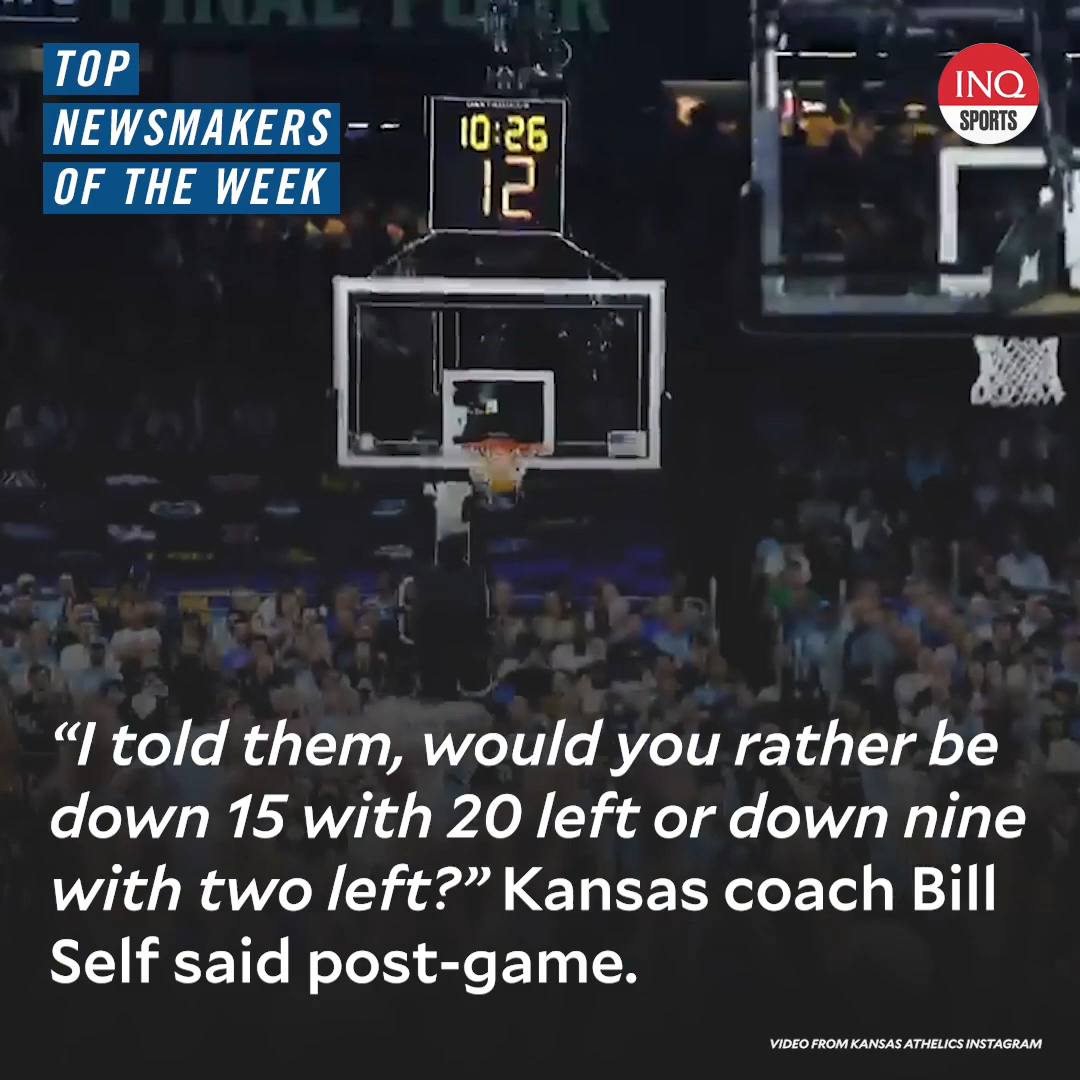 FINAL FOUR
TOP
NEWSMAKERS
OF THE WEEK
INQ
SPORTS
10:26
12
“I told them, would you rather be
down 15 with 20 left or down nine
with two left?” Kansas coach Bill
Self said post-game.
VIDEO FROM KANSAS ATHELICS INSTAGRAM